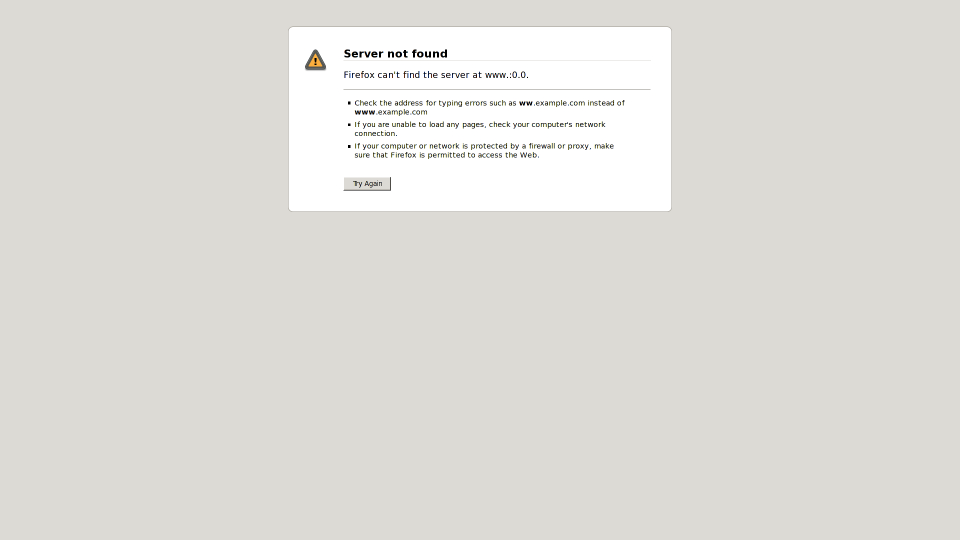 Server not found
Firefox can't find the server at www.:0.0.
Check the address for typing errors such as ww.example.com instead of
www.example.com
If you are unable to load any pages, check your computer's network
connection.
If your computer or network is protected by a firewall or proxy, make
sure that Firefox is permitted to access the Web.
Try Again